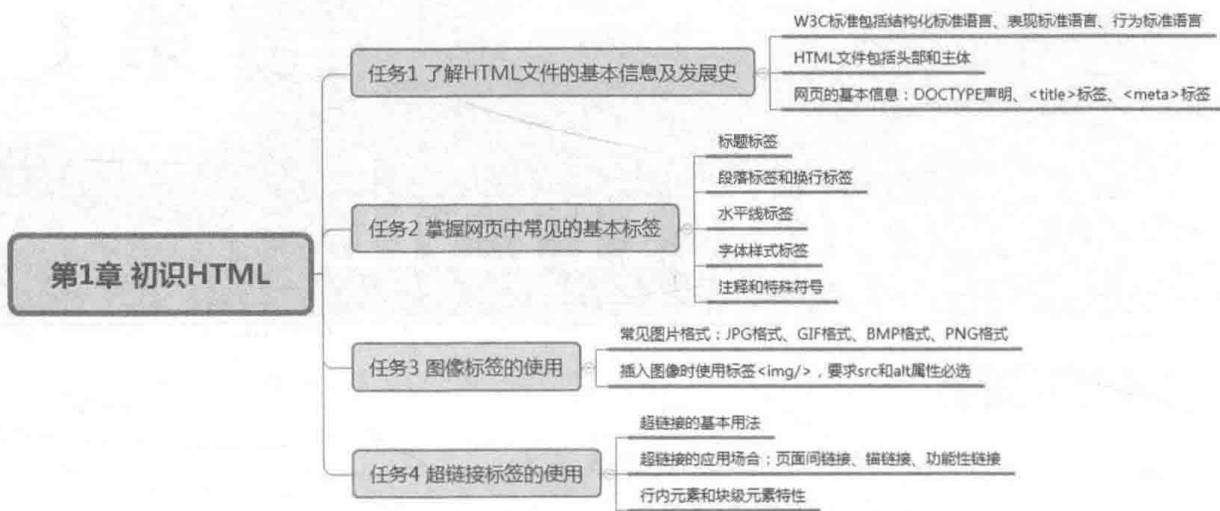 第1章 初识HTML
任务1 了解HTML文件的基本信息及发展史
W3C标准包括结构化标准语言、表现标准语言、行为标准语言
HTML文件包括头部和主体
网页的基本信息：DOCTYPE声明、<title>标签、<meta>标签
任务2 掌握网页中常见的基本标签
标题标签
段落标签和换行标签
水平线标签
字体样式标签
注释和特殊符号
任务3 图像标签的使用
常见图片格式：JPG格式、GIF格式、BMP格式、PNG格式
插入图像时使用标签<img/>，要求src和alt属性必选
任务4 超链接标签的使用
超链接的基本用法
超链接的应用场合：页面间链接、锚链接、功能性链接
行内元素和块级元素特性